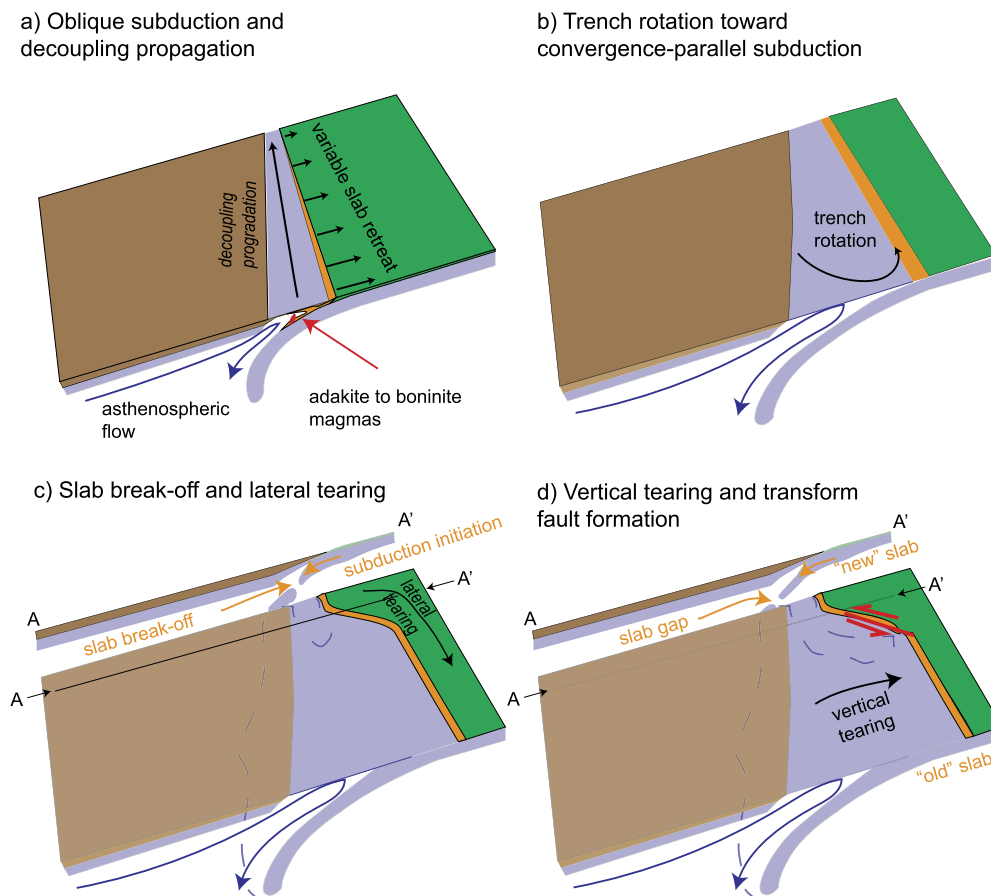 a) Oblique subduction and
decoupling propagation
variable slab retreat
decoupling
progradation
asthenospheric
flow
adakite to boninite
magmas
b) Trench rotation toward
convergence-parallel subduction
trench
rotation
c) Slab break-off and lateral tearing
A'
subduction initiation
A'
lateral
tearing
A
slab break-off
A
d) Vertical tearing and transform
fault formation
A'
"new" slab
A'
A
slab gap
A
vertical
tearing
"old" slab